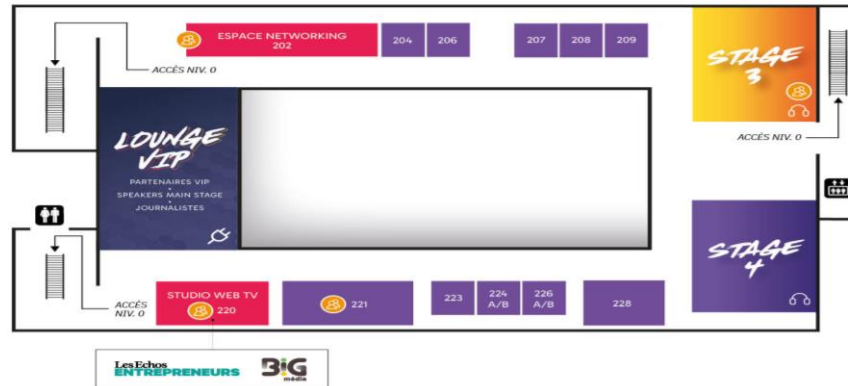 ESPACE NETWORKING
202
204
206
207
208
209
STAGE
3
ACCÈS NIV. 0
ACCÈS NIV. 0
LOUNGE
VIP
PARTENAIRES VIP
SPEAKERS MAIN STAGE
JOURNALISTES
STAGE
4
ACCÈS
NIV. 0
STUDIO WEB TV
220
221
223
224
A/B
226
A/B
228
Les Echos
ENTREPRENEURS
BiG
média